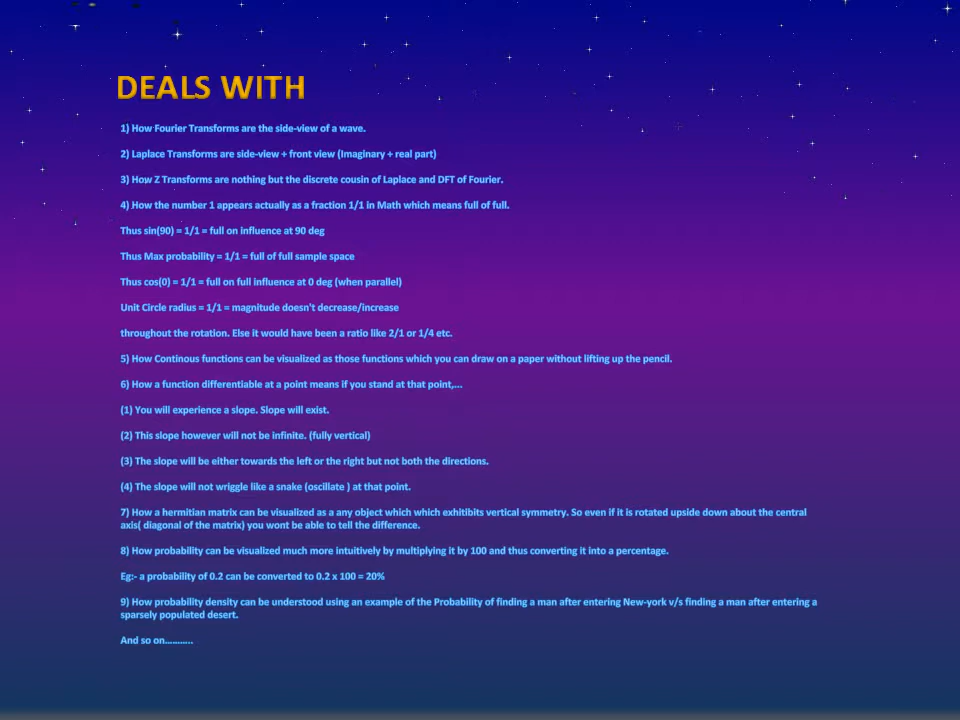 DEALS WITH
1) How Fourier Transforms are the side-view of a wave.
2) Laplace Transforms are side-view + front view (Imaginary + real part)
3) How Z Transforms are nothing but the discrete cousin of Laplace and DFT of Fourier.
4) How the number 1 appears actually as a fraction 1/1 in Math which means full of full.
Thus sin(90) = 1/1 = full on influence at 90 deg
Thus Max probability = 1/1 = full of full sample space
Thus cos(0) = 1/1 = full on full influence at 0 deg (when parallel)
Unit Circle radius = 1/1 = magnitude doesn't decrease/increase
throughout the rotation. Else it would have been a ratio like 2/1 or 1/4 etc.
5) How Continous functions can be visualized as those functions which you can draw on a paper without lifting up the pencil.
6) How a function differentiable at a point means if you stand at that point,...
(1) You will experience a slope. Slope will exist.
(2) This slope however will not be infinite. (fully vertical)
(3) The slope will be either towards the left or the right but not both the directions.
(4) The slope will not wriggle like a snake (oscillate ) at that point.
7) How a hermitian matrix can be visualized as a any object which which exhitibits vertical symmetry. So even if it is rotated upside down about the central
axis( diagonal of the matrix) you wont be able to tell the difference.
8) How probability can be visualized much more intuitively by multiplying it by 100 and thus converting it into a percentage.
Eg:- a probability of 0.2 can be converted to 0.2 x 100 = 20%
9) How probability density can be understood using an example of the Probability of finding a man after entering New-york v/s finding a man after entering a
sparsely populated desert.
And so on...........